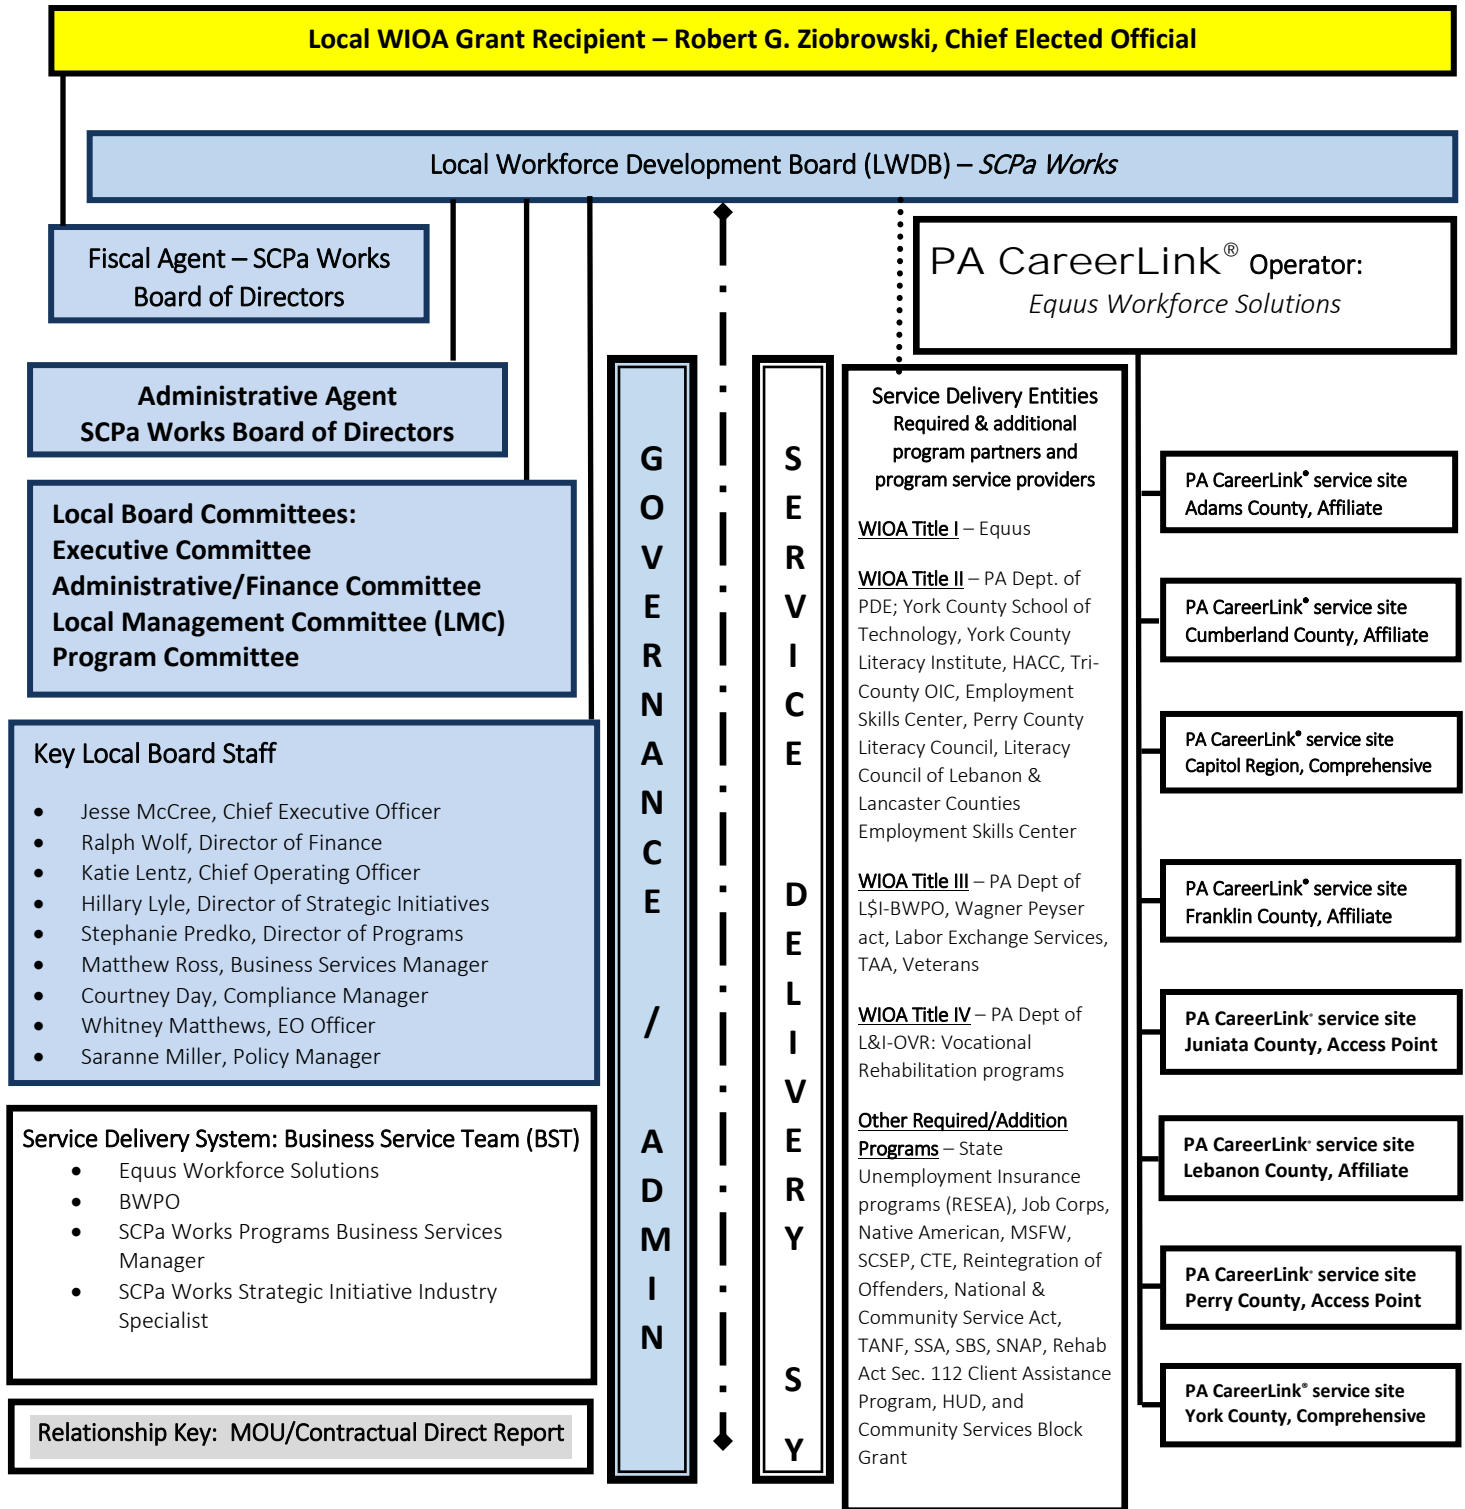 Local WIOA Grant Recipient – Robert G. Ziobrowski, Chief Elected Official
Local Workforce Development Board (LWDB) – SCPa Works
Fiscal Agent – SCPa Works
Board of Directors
PA CareerLink® Operator:
Equus Workforce Solutions
Administrative Agent
SCPa Works Board of Directors
Local Board Committees:
Executive Committee
Administrative/Finance Committee
Local Management Committee (LMC)
Program Committee
Key Local Board Staff
• Jesse McCree, Chief Executive Officer
• Ralph Wolf, Director of Finance
• Katie Lentz, Chief Operating Officer
• Hillary Lyle, Director of Strategic Initiatives
• Stephanie Predko, Director of Programs
• Matthew Ross, Business Services Manager
• Courtney Day, Compliance Manager
• Whitney Matthews, EO Officer
• Saranne Miller, Policy Manager
Service Delivery System: Business Service Team (BST)
• Equus Workforce Solutions
• BWPO
• SCPa Works Programs Business Services
Manager
• SCPa Works Strategic Initiative Industry
Specialist
Relationship Key: MOU/Contractual Direct Report
GOVERNANCE / ADMIN
SERVICE DELIVERY SY
Service Delivery Entities
Required & additional
program partners and
program service providers
WIOA Title I – Equus
WIOA Title II – PA Dept. of
PDE; York County School of
Technology, York County
Literacy Institute, HACC, Tri-
County OIC, Employment
Skills Center, Perry County
Literacy Council, Literacy
Council of Lebanon &
Lancaster Counties
Employment Skills Center
WIOA Title III – PA Dept of
L$I-BWPO, Wagner Peyser
act, Labor Exchange Services,
TAA, Veterans
WIOA Title IV – PA Dept of
L&I-OVR: Vocational
Rehabilitation programs
Other Required/Addition
Programs – State
Unemployment Insurance
programs (RESEA), Job Corps,
Native American, MSFW,
SCSEP, CTE, Reintegration of
Offenders, National &
Community Service Act,
TANF, SSA, SBS, SNAP, Rehab
Act Sec. 112 Client Assistance
Program, HUD, and
Community Services Block
Grant
PA CareerLink® service site
Adams County, Affiliate
PA CareerLink® service site
Cumberland County, Affiliate
PA CareerLink® service site
Capitol Region, Comprehensive
PA CareerLink® service site
Franklin County, Affiliate
PA CareerLink® service site
Juniata County, Access Point
PA CareerLink® service site
Lebanon County, Affiliate
PA CareerLink® service site
Perry County, Access Point
PA CareerLink® service site
York County, Comprehensive